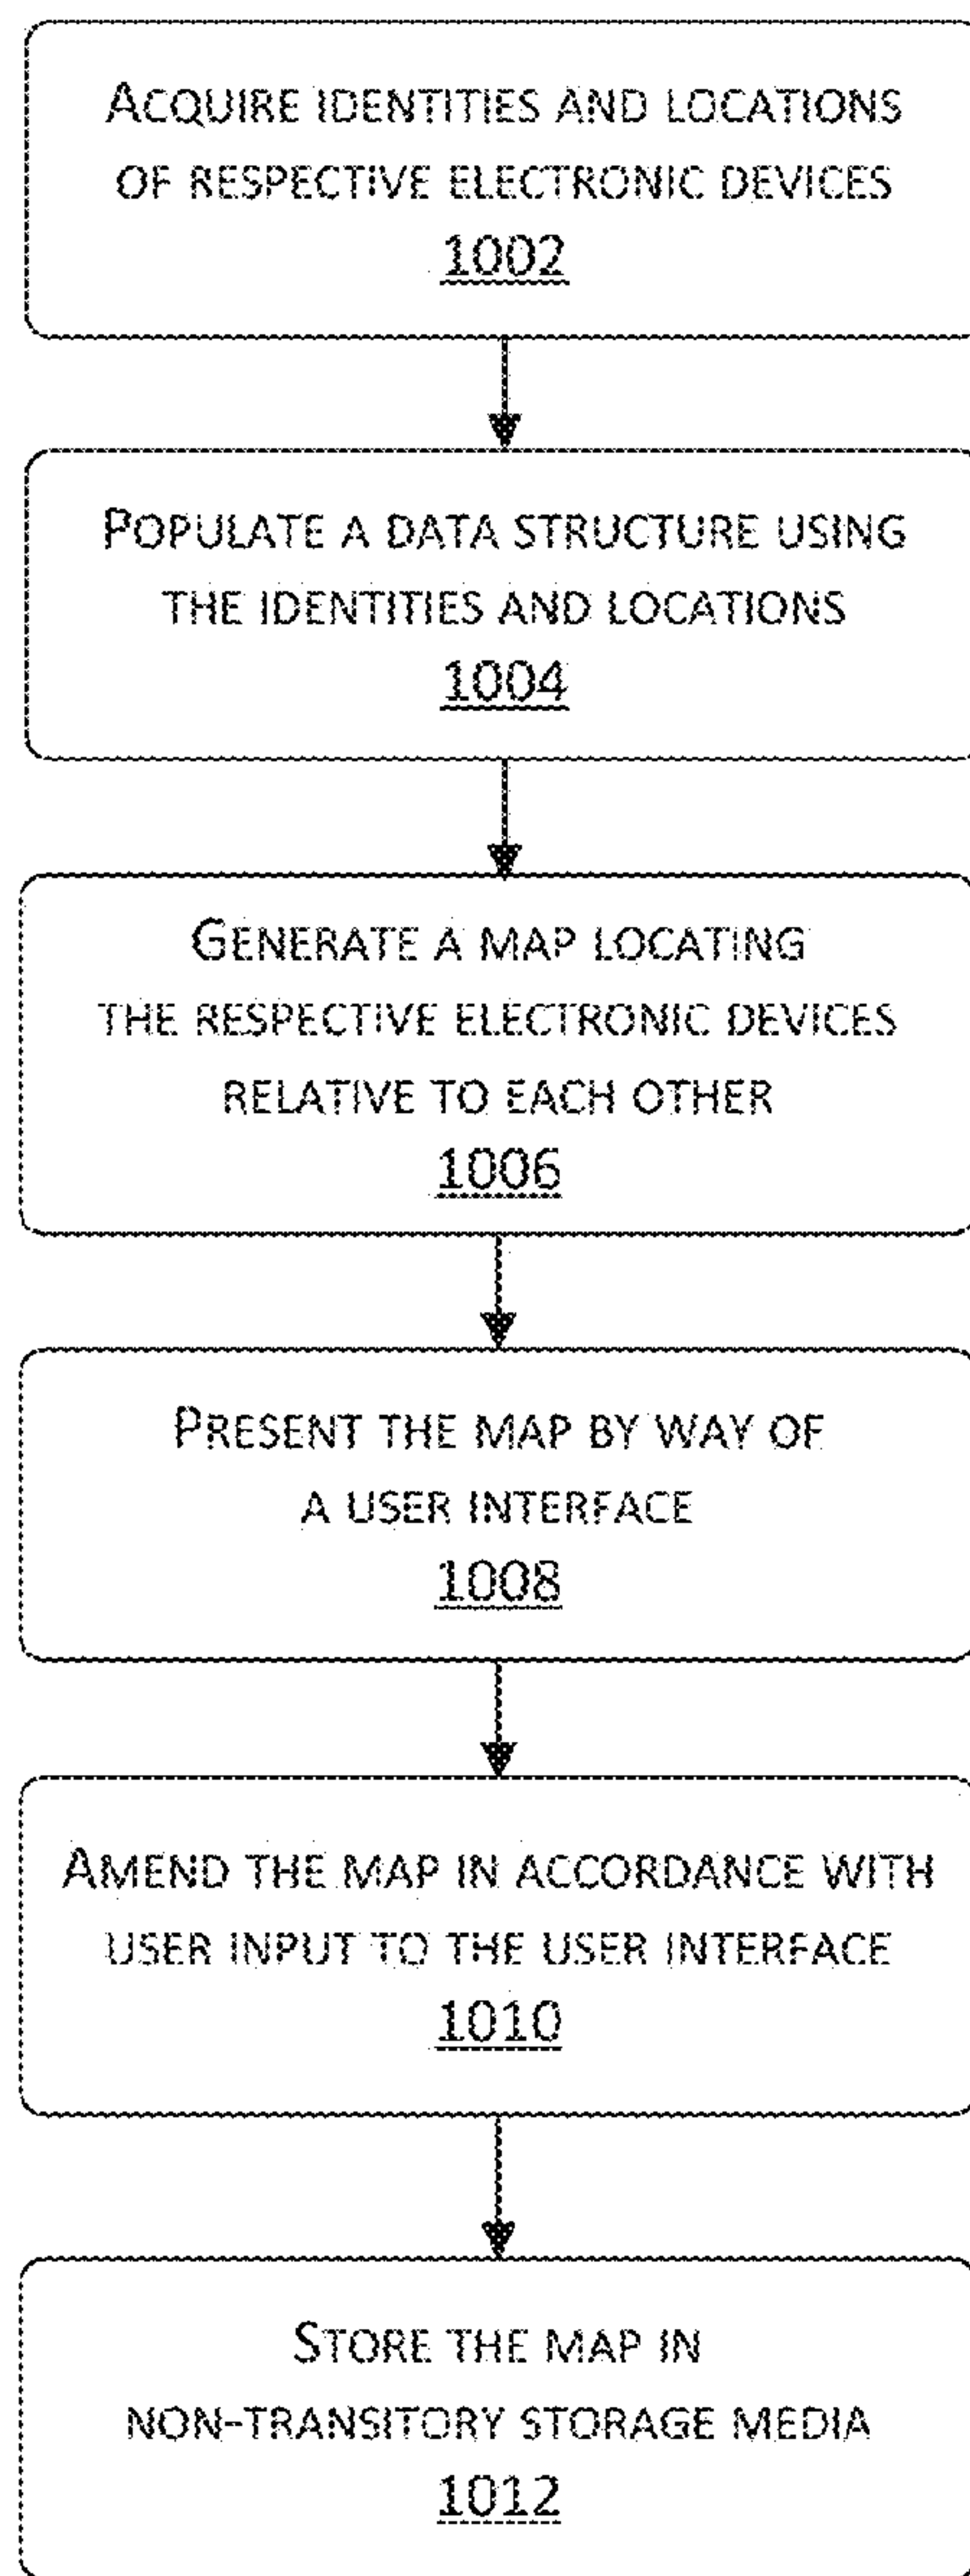 ACQUIRE IDENTITIES AND LOCATIONS
OF RESPECTIVE ELECTRONIC DEVICES
1002
POPULATE A DATA STRUCTURE USING
THE IDENTITIES AND LOCATIONS
1004
GENERATE A MAP LOCATING
THE RESPECTIVE ELECTRONIC DEVICES
RELATIVE TO EACH OTHER
1006
PRESENT THE MAP BY WAY OF
A USER INTERFACE
1008
AMEND THE MAP IN ACCORDANCE WITH
USER INPUT TO THE USER INTERFACE
1010
STORE THE MAP IN
NON-TRANSITORY STORAGE MEDIA
1012